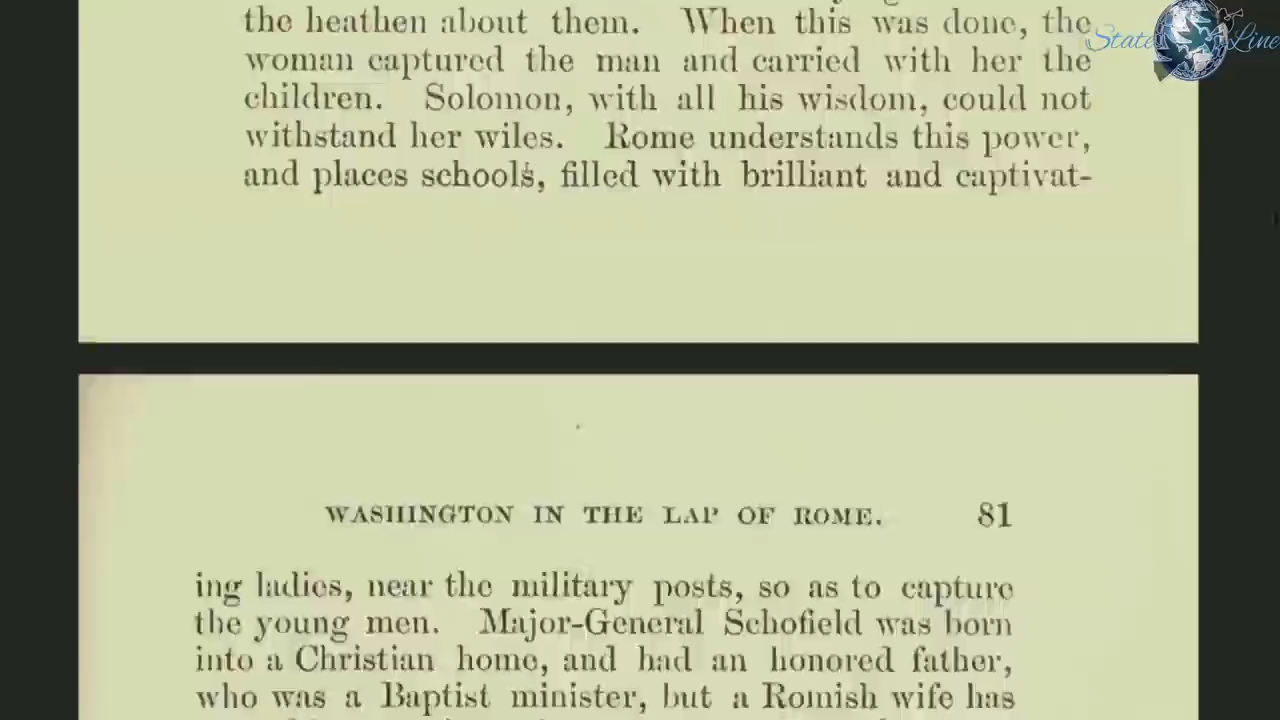 the heathen about them. When this was done, the
woman captured the man and carried with her the
children. Solomon, with all his wisdom, could not
withstand her wiles. Rome understands this power,
and places schools, filled with brilliant and captivat-
WASHINGTON IN THE LAP OF ROME. 81
ing ladies, near the military posts, so as to capture
the young men. Major-General Schofield was born
into a Christian home, and had an honored father,
who was a Baptist minister, but a Romish wife has
State Line